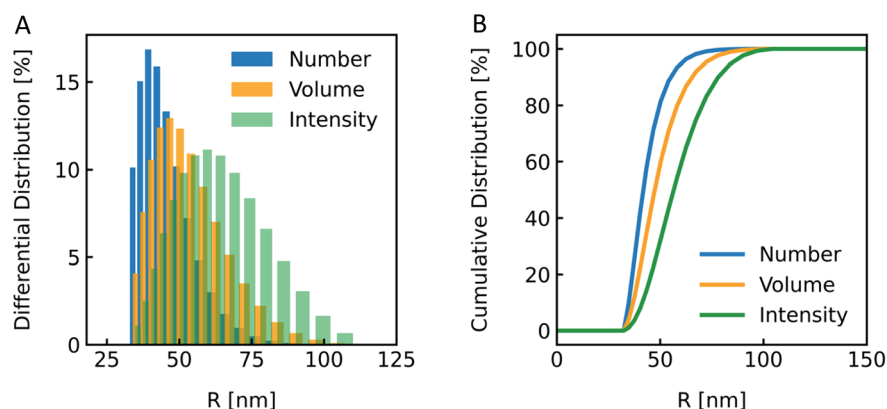 A
Differential Distribution [%]
15
10
5
0
25
50
75
100
125
R [nm]
Number
Volume
Intensity
B
Cumulative Distribution [%]
100
80
60
40
20
0
0
50
100
150
R [nm]
Number
Volume
Intensity